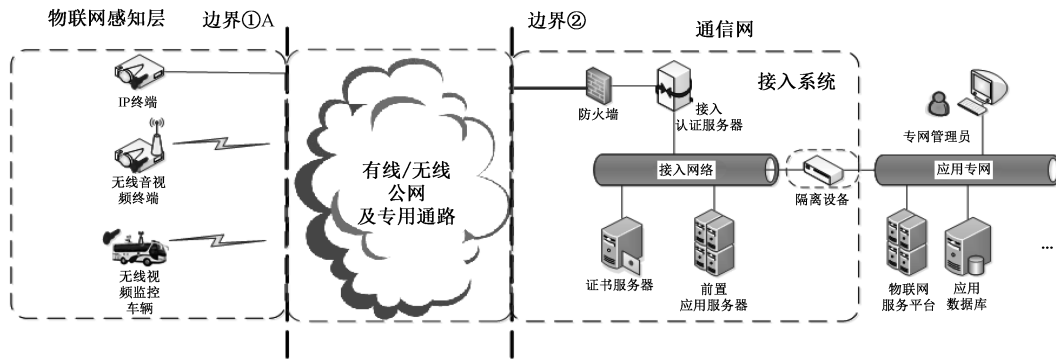 物联网感知层
边界①A
边界②
通信网
IP终端
无线音视
频终端
无线视
频监控
车辆
有线/无线
公网
及专用通路
接入系统
防火墙
接入
认证服务器
接入网络
证书服务器
前置
应用服务器
隔离设备
专网管理员
应用专网
物联网
服务平台
应用
数据库
...